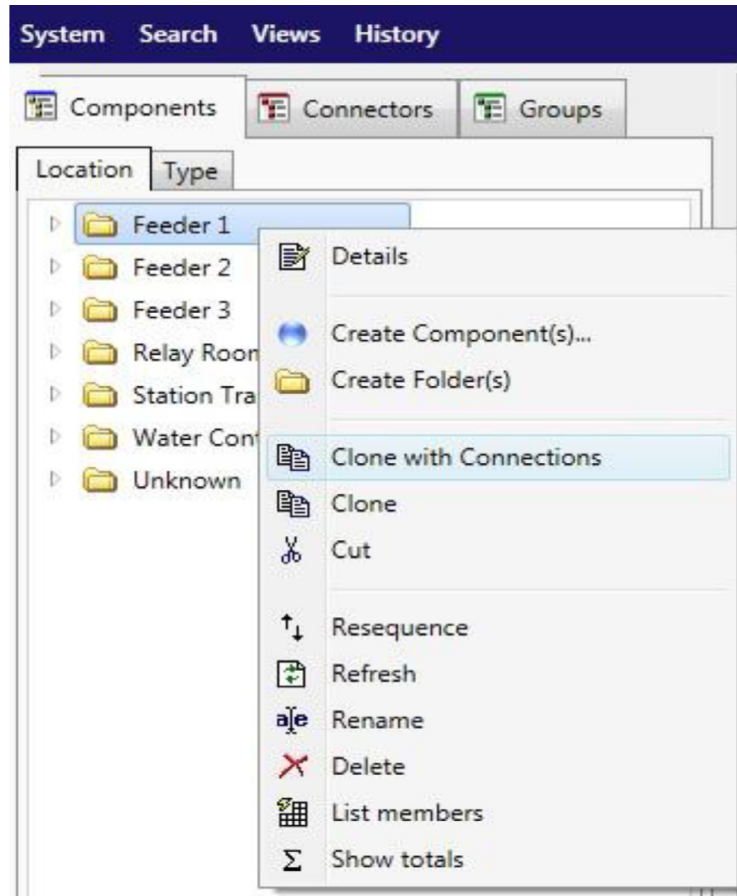 System Search Views History
Components Connectors Groups
Location Type
Feeder 1
Feeder 2
Feeder 3
Relay Room
Station Tra
Water Con
Unknown
Details
Create Component(s)...
Create Folder(s)
Clone with Connections
Clone
Cut
Resequence
Refresh
Rename
Delete
List members
Show totals